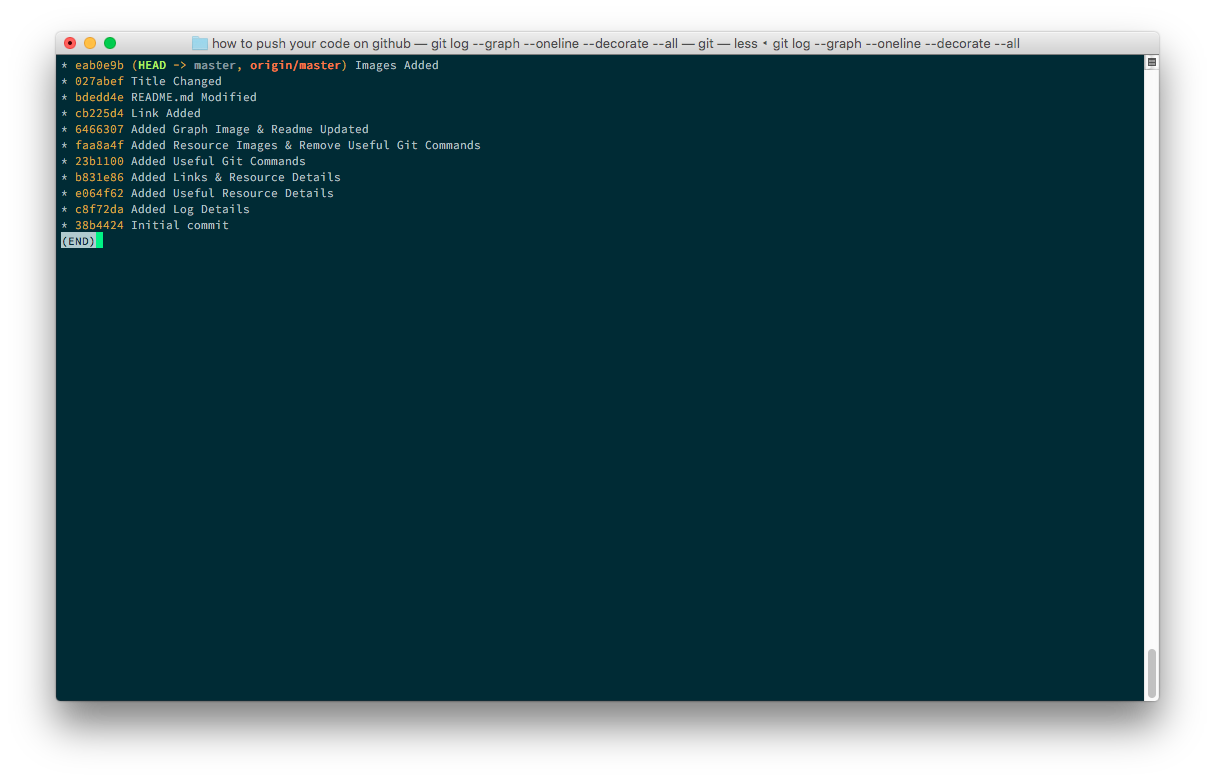 how to push your code on github — git log --graph --oneline --decorate --all — git — less ◂ git log --graph --oneline --decorate --all
* eab0e9b (HEAD -> master, origin/master) Images Added
* 027abef Title Changed
* bdedd4e README.md Modified
* cb225d4 Link Added
* 6466307 Added Graph Image & Readme Updated
* faa8a4f Added Resource Images & Remove Useful Git Commands
* 23b1100 Added Useful Git Commands
* b831e86 Added Links & Resource Details
* e064f62 Added Useful Resource Details
* c8f72da Added Log Details
* 38b4424 Initial commit
(END)